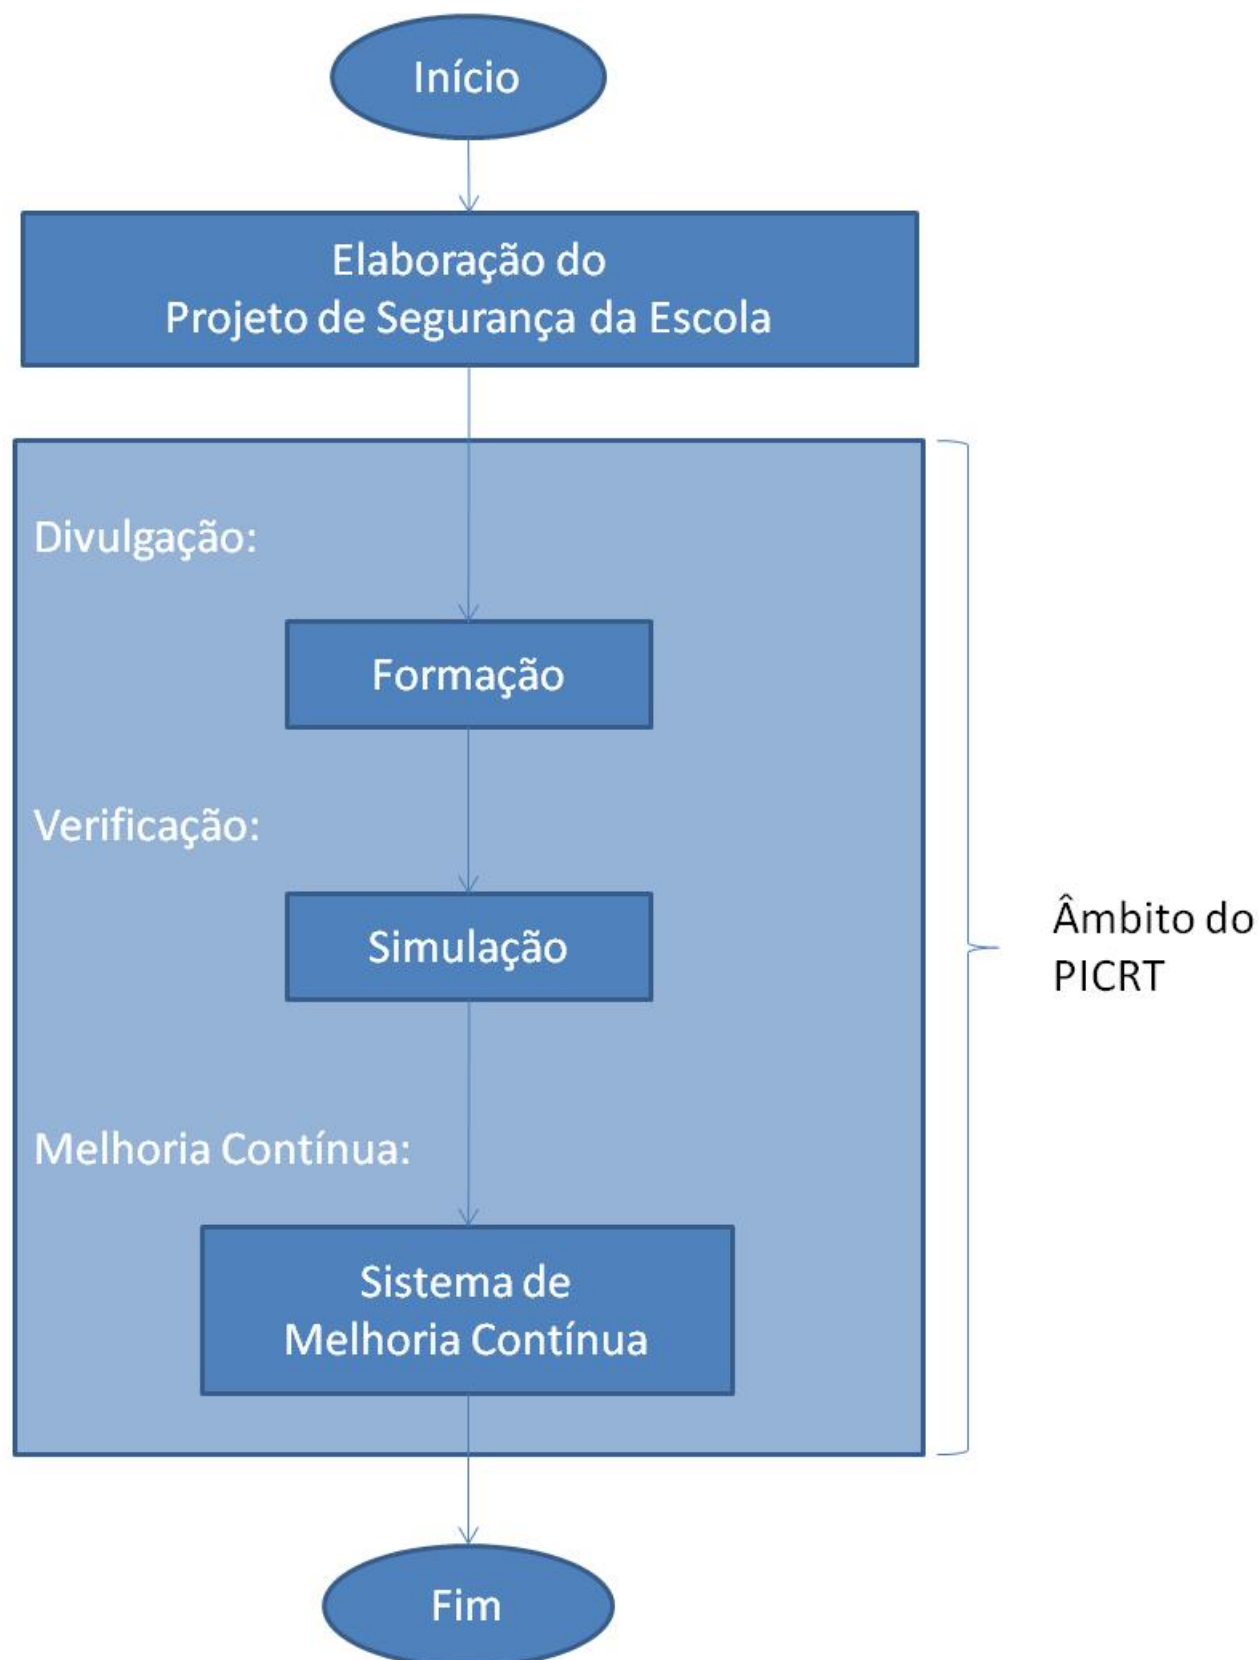 Início
Elaboração do
Projeto de Segurança da Escola
Divulgação:
Formação
Verificação:
Simulação
Âmbito do
PICRT
Melhoria Contínua:
Sistema de
Melhoria Contínua
Fim